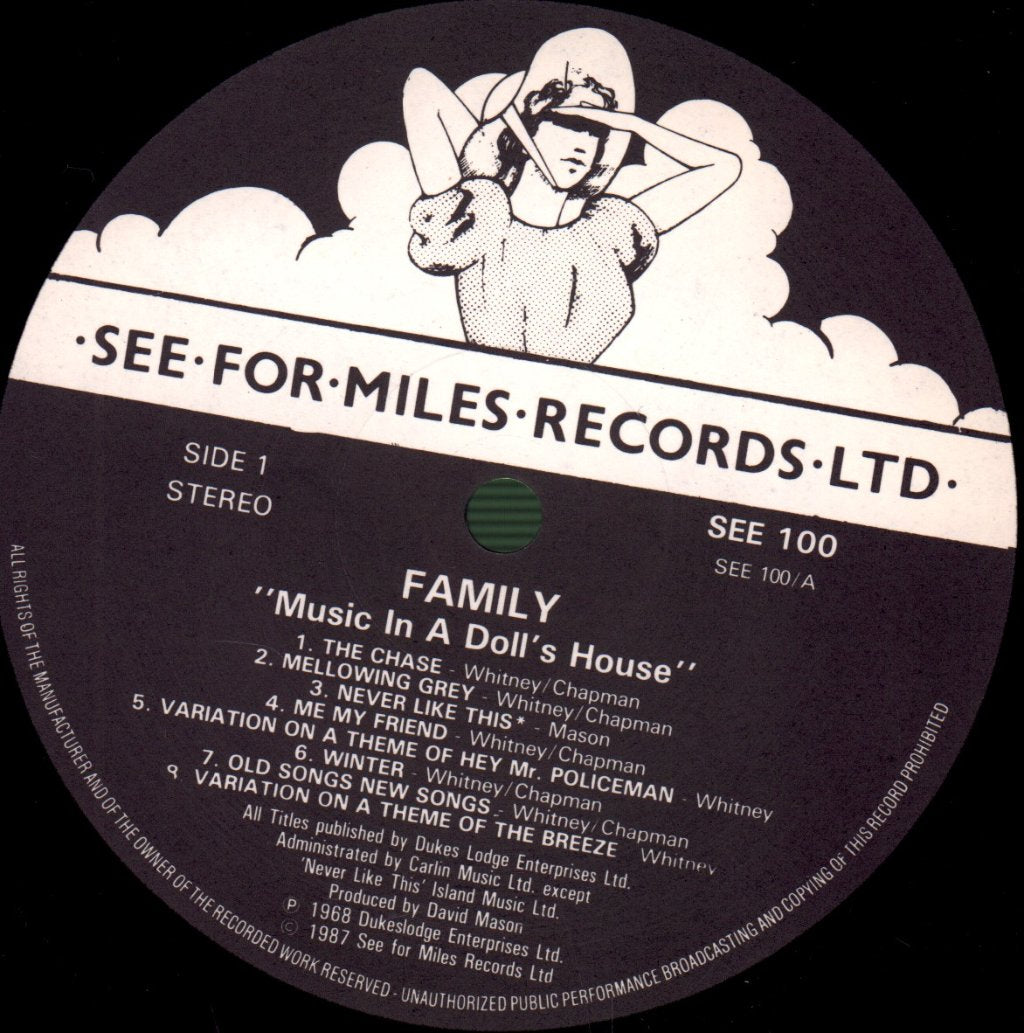 ·SEE·FOR·MILES·RECORDS·LTD·
SIDE 1
STEREO
SEE 100
SEE 100/A
FAMILY
"Music In A Doll's House"
1. THE CHASE - Whitney/Chapman
2. MELLOWING GREY - Whitney/Chapman
3. NEVER LIKE THIS* - Mason
4. ME MY FRIEND - Whitney/Chapman
5. VARIATION ON A THEME OF HEY Mr. POLICEMAN - Whitney
6. WINTER - Whitney/Chapman
7. OLD SONGS NEW SONGS - Whitney/Chapman
8. VARIATION ON A THEME OF THE BREEZE Whitney
All Titles published by Dukes Lodge Enterprises Ltd.
Administrated by Carlin Music Ltd. except
'Never Like This' Island Music Ltd.
Produced by David Mason
℗ 1968 Dukeslodge Enterprises Ltd.
© 1987 See for Miles Records Ltd
ALL RIGHTS OF THE MANUFACTURER AND OF THE OWNER OF THE RECORDED WORK RESERVED - UNAUTHORIZED PUBLIC PERFORMANCE BROADCASTING AND COPYING OF THIS RECORD PROHIBITED